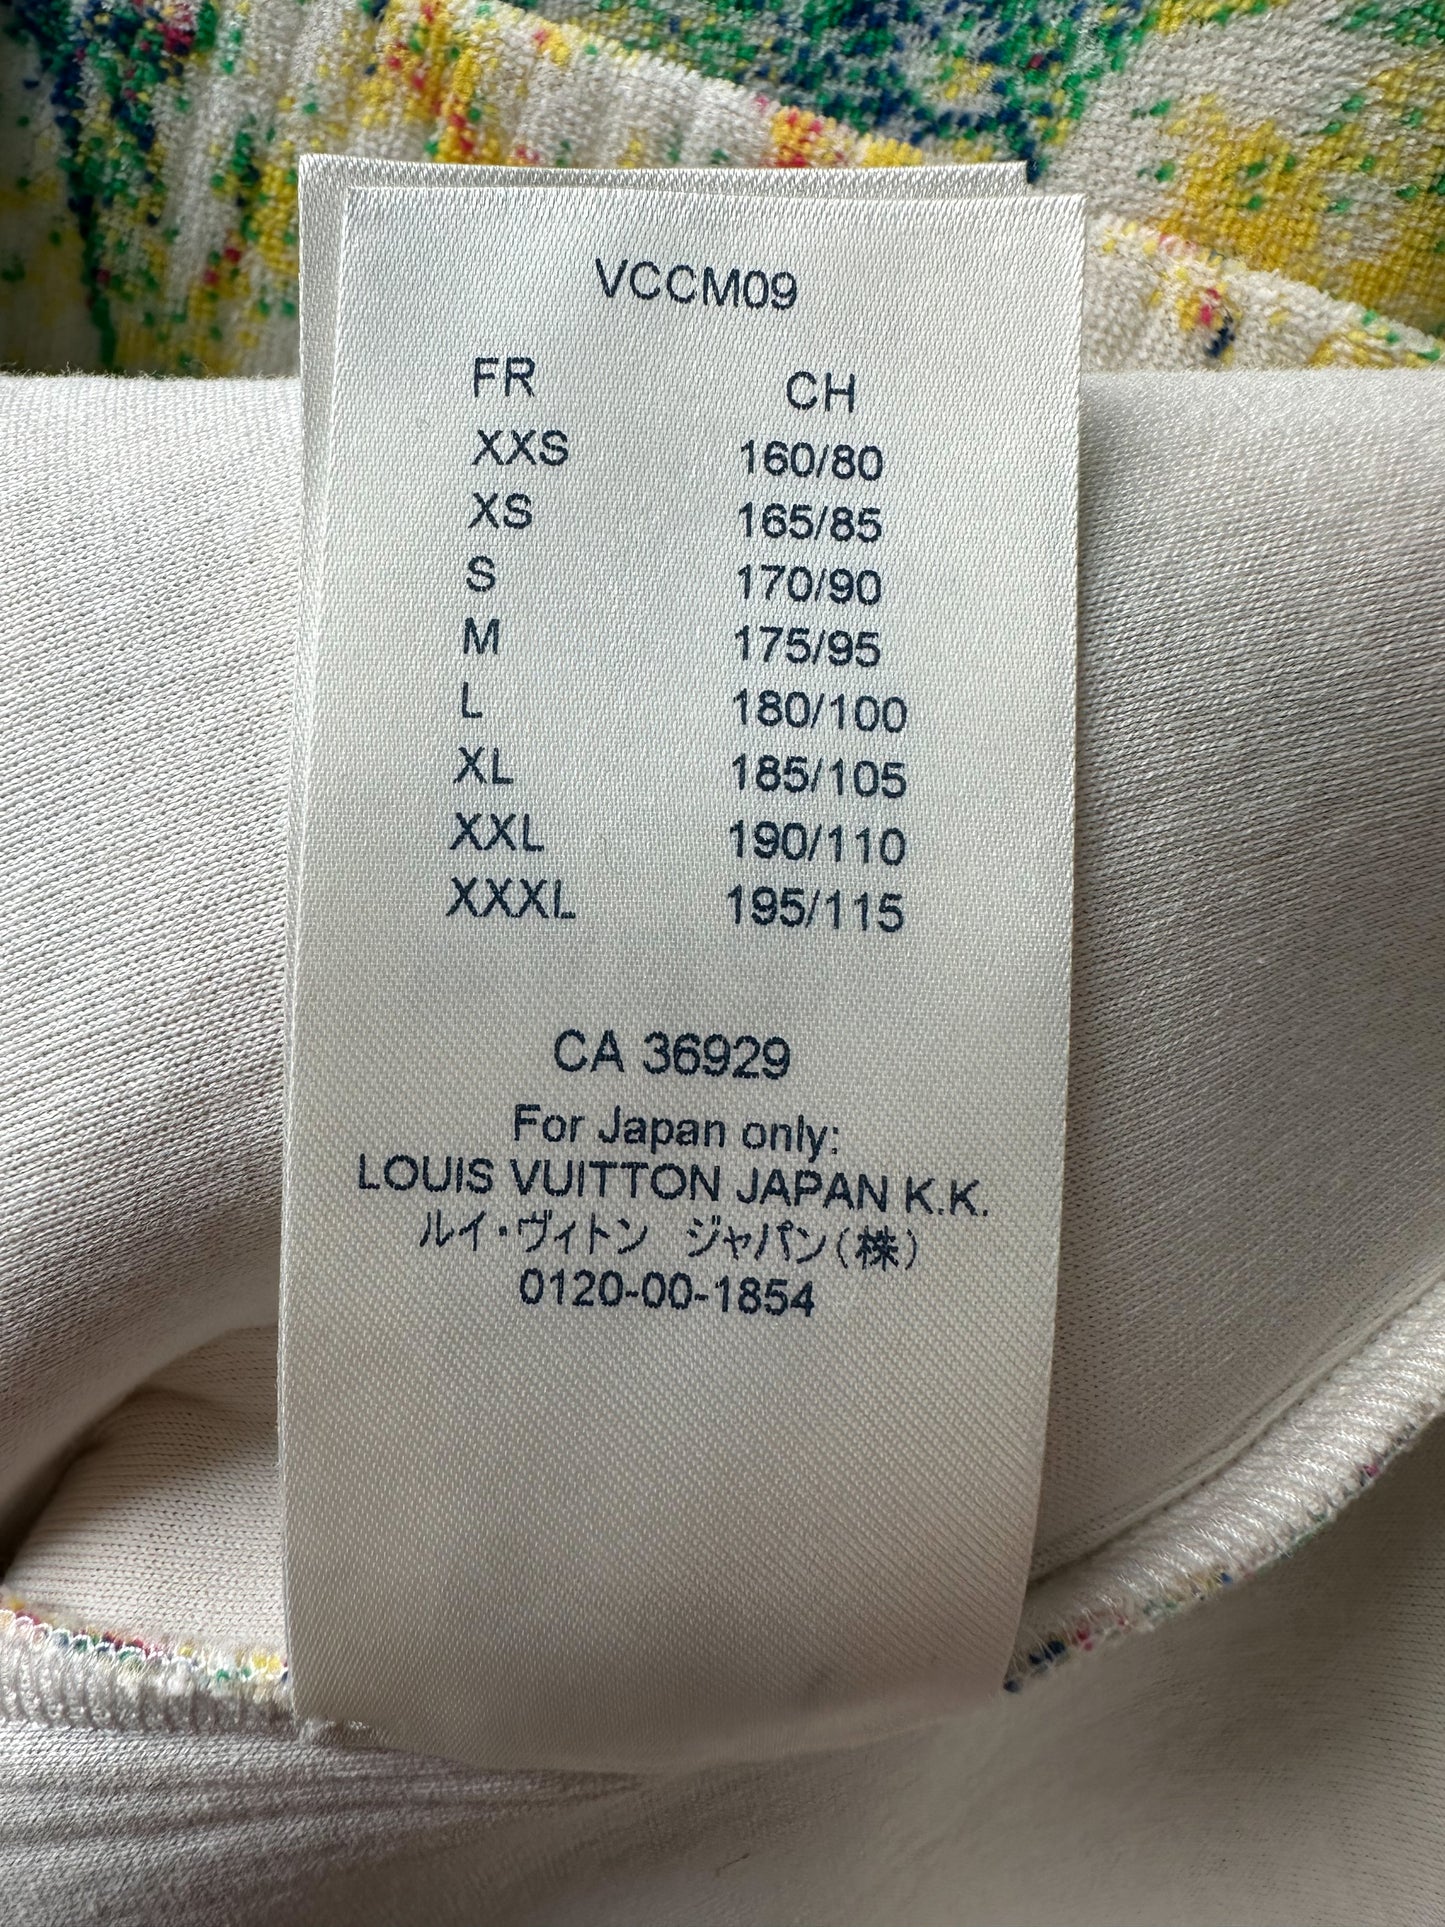 VCCM09
FR CH
XXS 160/80
XS 165/85
S 170/90
M 175/95
L 180/100
XL 185/105
XXL 190/110
XXXL 195/115
CA 36929
For Japan only:
LOUIS VUITTON JAPAN K.K.
ルイ・ヴィトン ジャパン(株)
0120-00-1854